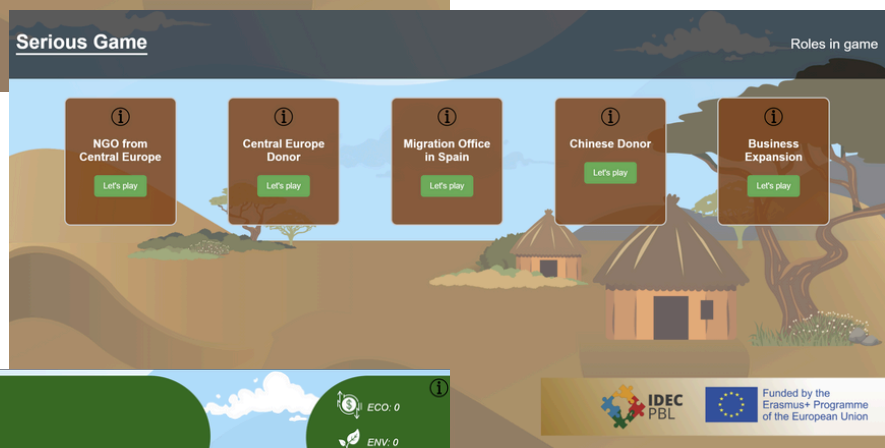 Serious Game
Roles in game
NGO from
Central Europe
Let's play
Central Europe
Donor
Let's play
Migration Office
in Spain
Let's play
Chinese Donor
Let's play
Business
Expansion
Let's play
IDEC
PBL
Funded by the
Erasmus+ Programme
of the European Union
ECO: 0
ENV: 0